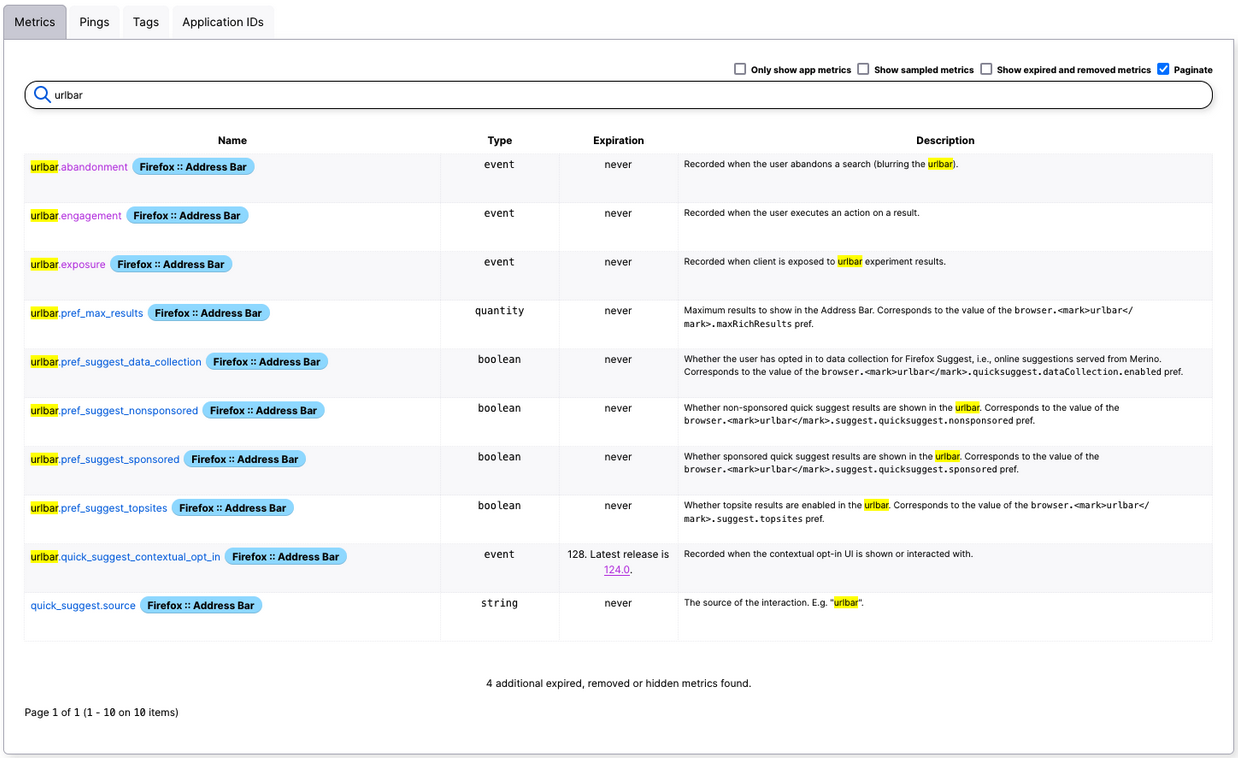 Metrics Pings Tags Application IDs
Only show app metrics Show sampled metrics Show expired and removed metrics Paginate
urlbar
Name Type Expiration Description
urlbar.abandonment Firefox :: Address Bar event never Recorded when the user abandons a search (blurring the urlbar).
urlbar.engagement Firefox :: Address Bar event never Recorded when the user executes an action on a result.
urlbar.exposure Firefox :: Address Bar event never Recorded when client is exposed to urlbar experiment results.
urlbar.pref_max_results Firefox :: Address Bar quantity never Maximum results to show in the Address Bar. Corresponds to the value of the browser.<mark>urlbar</
mark>.maxRichResults pref.
urlbar.pref_suggest_data_collection Firefox :: Address Bar boolean never Whether the user has opted in to data collection for Firefox Suggest, i.e., online suggestions served from Merino.
Corresponds to the value of the browser.<mark>urlbar</mark>.quicksuggest.dataCollection.enabled pref.
urlbar.pref_suggest_nonsponsored Firefox :: Address Bar boolean never Whether non-sponsored quick suggest results are shown in the urlbar. Corresponds to the value of the
browser.<mark>urlbar</mark>.suggest.quicksuggest.nonsponsored pref.
urlbar.pref_suggest_sponsored Firefox :: Address Bar boolean never Whether sponsored quick suggest results are shown in the urlbar. Corresponds to the value of the
browser.<mark>urlbar</mark>.suggest.quicksuggest.sponsored pref.
urlbar.pref_suggest_topsites Firefox :: Address Bar boolean never Whether topsite results are enabled in the urlbar. Corresponds to the value of the browser.<mark>urlbar</
mark>.suggest.topsites pref.
urlbar.quick_suggest_contextual_opt_in Firefox :: Address Bar event 128. Latest release is Recorded when the contextual opt-in UI is shown or interacted with.
124.0.
quick_suggest.source Firefox :: Address Bar string never The source of the interaction. E.g. "urlbar".
4 additional expired, removed or hidden metrics found.
Page 1 of 1 (1 - 10 on 10 items)